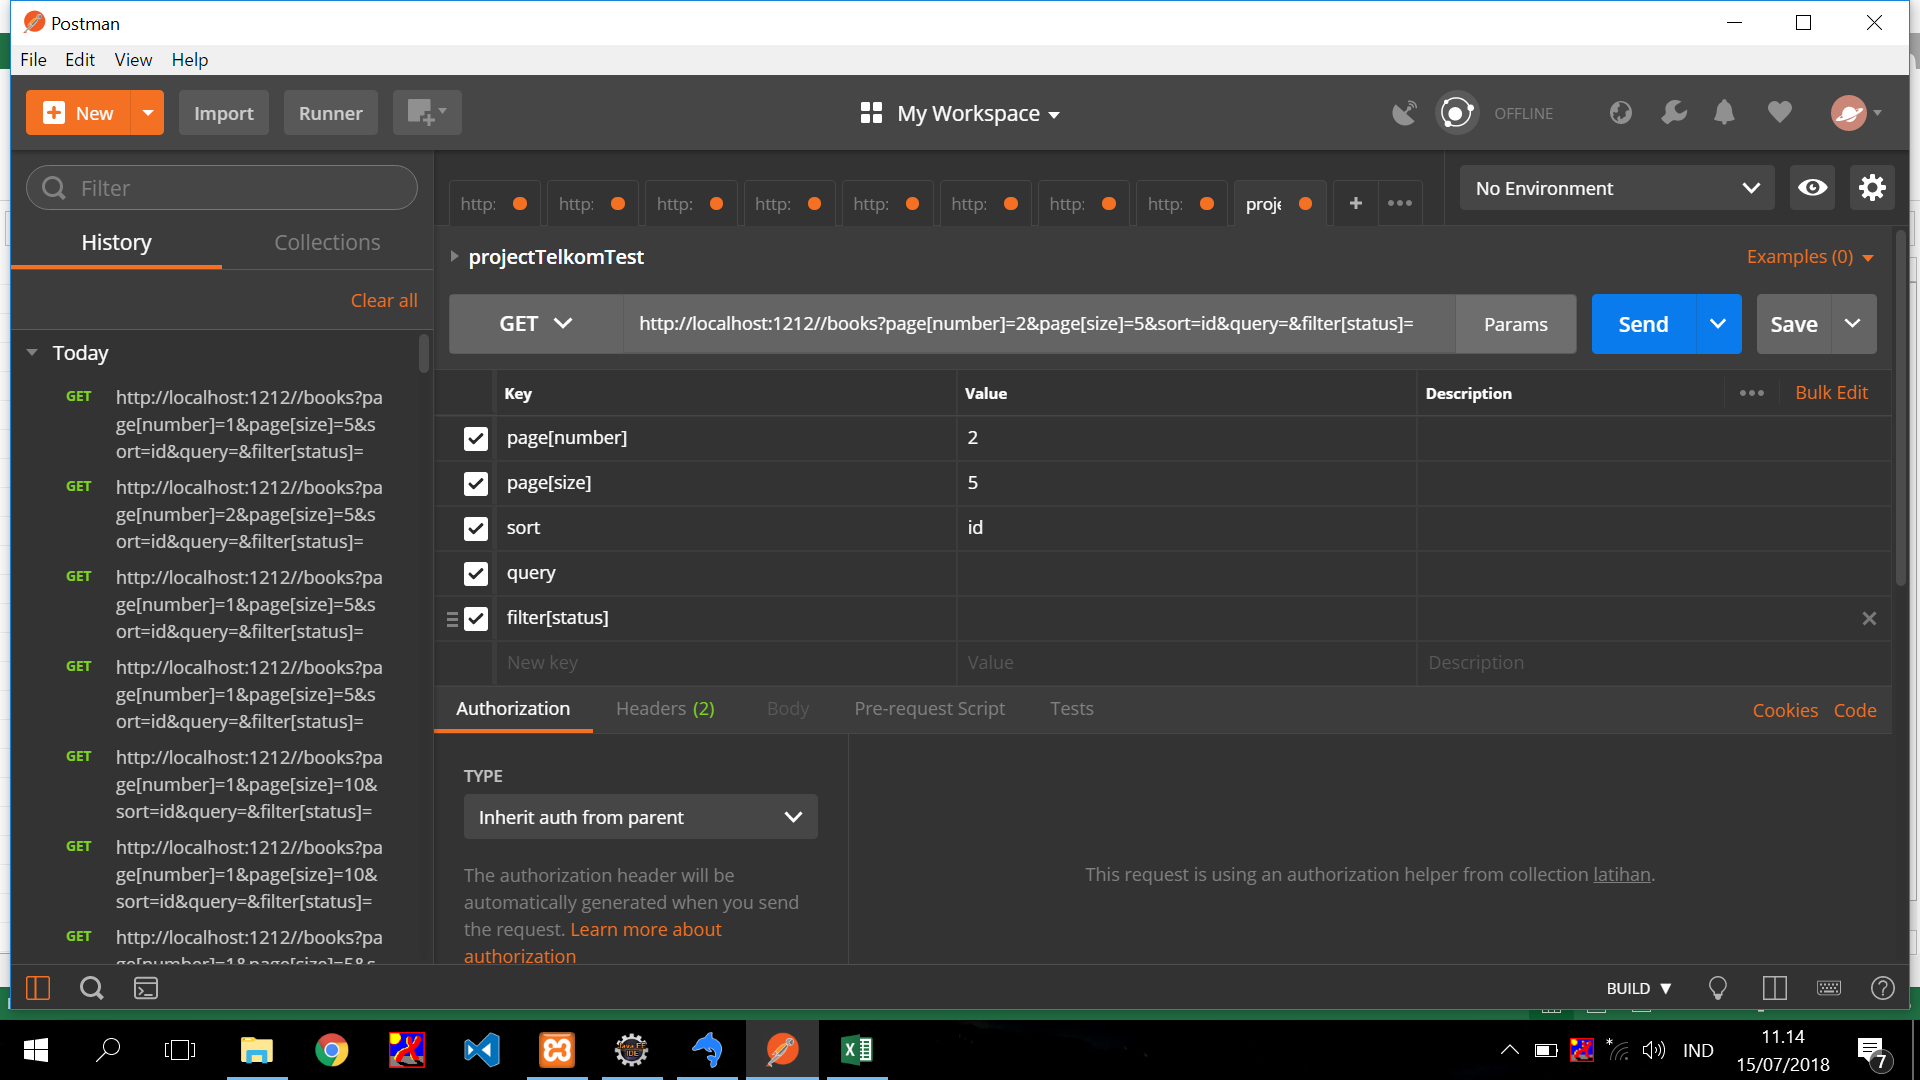 Postman
File Edit View Help
New Import Runner My Workspace OFFLINE
Filter
History Collections
Clear all
Today
GET http://localhost:1212//books?pa
ge[number]=1&page[size]=5&s
ort=id&query=&filter[status]=
GET http://localhost:1212//books?pa
ge[number]=2&page[size]=5&s
ort=id&query=&filter[status]=
GET http://localhost:1212//books?pa
ge[number]=1&page[size]=5&s
ort=id&query=&filter[status]=
GET http://localhost:1212//books?pa
ge[number]=1&page[size]=5&s
ort=id&query=&filter[status]=
GET http://localhost:1212//books?pa
ge[number]=1&page[size]=10&
sort=id&query=&filter[status]=
GET http://localhost:1212//books?pa
ge[number]=1&page[size]=10&
sort=id&query=&filter[status]=
GET http://localhost:1212//books?pa
ge[number]=1&page[size]=5&s
http: http: http: http: http: http: http: http: proje
No Environment
projectTelkomTest Examples (0)
GET http://localhost:1212//books?page[number]=2&page[size]=5&sort=id&query=&filter[status]= Params Send Save
Key Value Description Bulk Edit
page[number] 2
page[size] 5
sort id
query
filter[status]
New key Value Description
Authorization Headers (2) Body Pre-request Script Tests Cookies Code
TYPE
Inherit auth from parent
The authorization header will be
automatically generated when you send
the request. Learn more about
authorization
This request is using an authorization helper from collection latihan.
BUILD
IND
11.14
15/07/2018
7